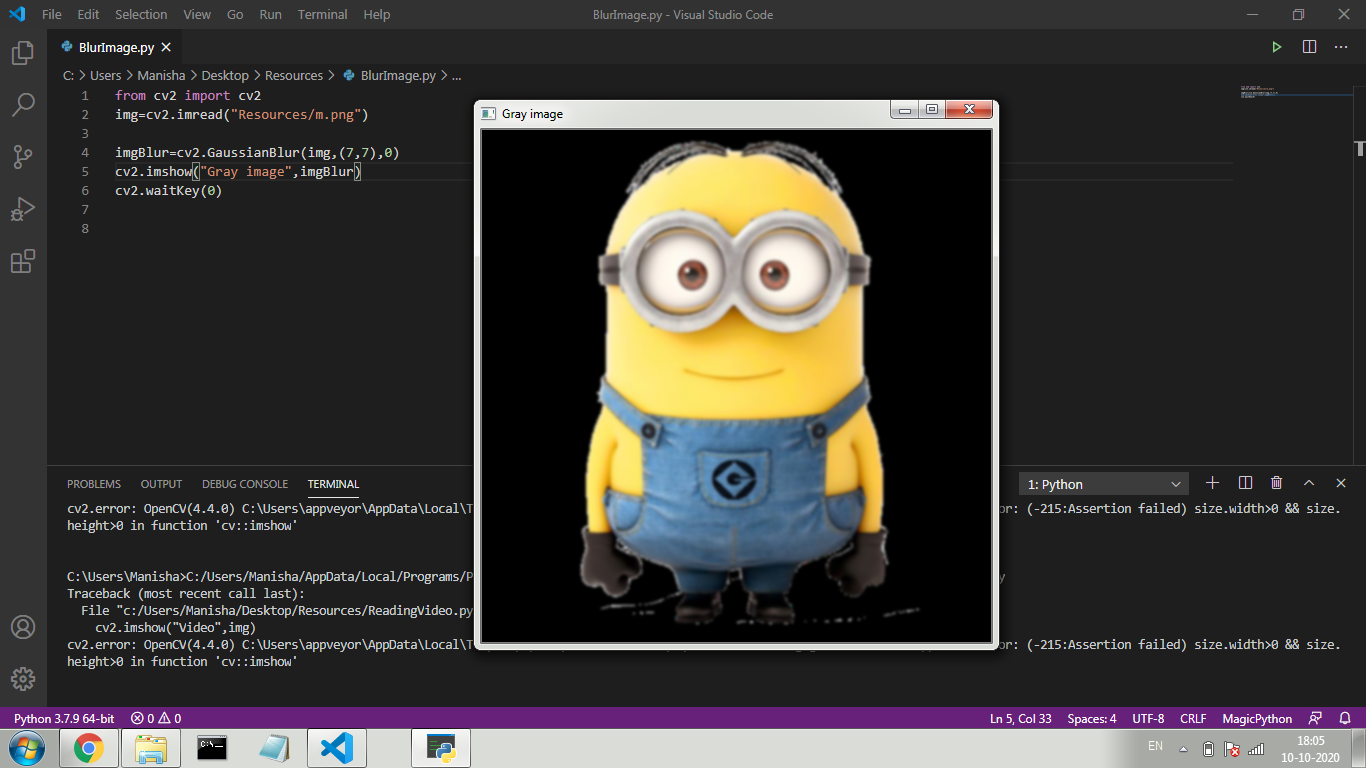 File Edit Selection View Go Run Terminal Help BlurImage.py - Visual Studio Code
BlurImage.py
C: > Users > Manisha > Desktop > Resources > BlurImage.py > ...
1 from cv2 import cv2
2 img=cv2.imread("Resources/m.png")
3
4 imgBlur=cv2.GaussianBlur(img,(7,7),0)
5 cv2.imshow("Gray image",imgBlur)
6 cv2.waitKey(0)
7
8
Gray image
PROBLEMS OUTPUT DEBUG CONSOLE TERMINAL 1: Python
cv2.error: OpenCV(4.4.0) C:\Users\appveyor\AppData\Local\T or: (-215:Assertion failed) size.width>0 && size.
height>0 in function 'cv::imshow'
C:\Users\Manisha>C:/Users/Manisha/AppData/Local/Programs/P y
Traceback (most recent call last):
File "c:/Users/Manisha/Desktop/Resources/ReadingVideo.py
cv2.imshow("Video",img)
cv2.error: OpenCV(4.4.0) C:\Users\appveyor\AppData\Local\T or: (-215:Assertion failed) size.width>0 && size.
height>0 in function 'cv::imshow'
Python 3.7.9 64-bit 0 0 Ln 5, Col 33 Spaces: 4 UTF-8 CRLF MagicPython
EN 18:05
10-10-2020